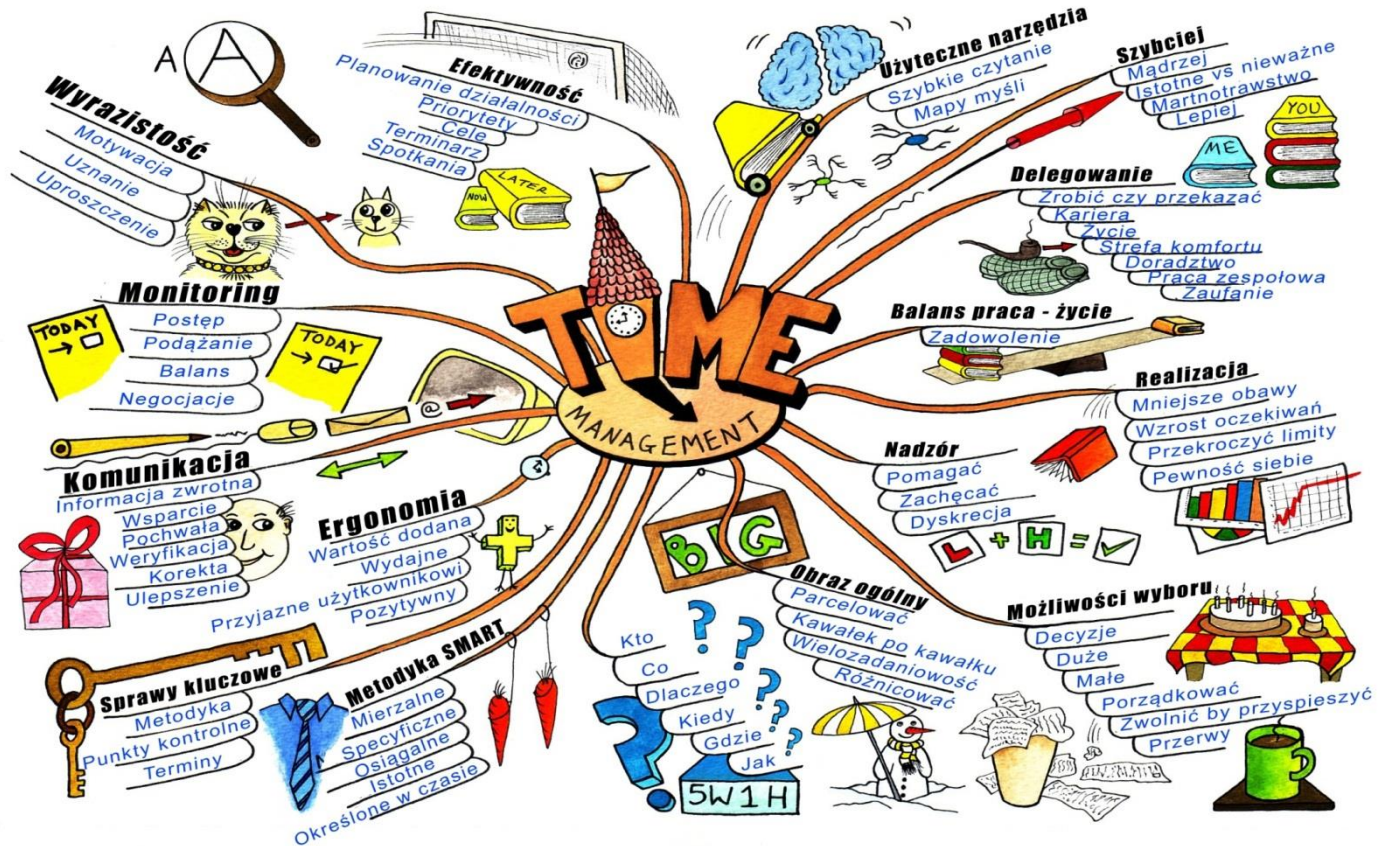 TIME
MANAGEMENT
A A
Wyrazistość
Motywacja
Uznanie
Uproszczenie
Efektywność
Planowanie działalności
Priorytety
Cele
Terminarz
Spotkania
@
NOW
LATER
Użyteczne narzędzia
Szybkie czytanie
Mapy myśli
Szybciej
Mądrzej
Istotne vs nieważne
Martnotrawstwo
Lepiej
ME
YOU
Delegowanie
Zrobić czy przekazać
Kariera
Życie
Strefa komfortu
Doradztwo
Praca zespołowa
Zaufanie
Monitoring
Postęp
Podążanie
Balans
Negocjacje
TODAY
→
TODAY
→
@
Balans praca - życie
Zadowolenie
Realizacja
Mniejsze obawy
Wzrost oczekiwań
Przekroczyć limity
Pewność siebie
Komunikacja
Informacja zwrotna
Wsparcie
Pochwała
Weryfikacja
Korekta
Ulepszenie
Ergonomia
Wartość dodana
Wydajne
Przyjazne użytkownikowi
Pozytywny
Nadzór
Pomagać
Zachęcać
Dyskrecja
L + H = ✓
BIG
Obraz ogólny
Parcelować
Kawałek po kawałku
Wielozadaniowość
Różnicować
Możliwości wyboru
Decyzje
Duże
Małe
Porządkować
Zwolnić by przyspieszyć
Przerwy
Sprawy kluczowe
Metodyka
Punkty kontrolne
Terminy
Metodyka SMART
Mierzalne
Specyficzne
Osiągalne
Istotne
Określone w czasie
Kto
Co
Dlaczego
Kiedy
Gdzie
Jak
? ? ? ? ? ? ?
5W1H